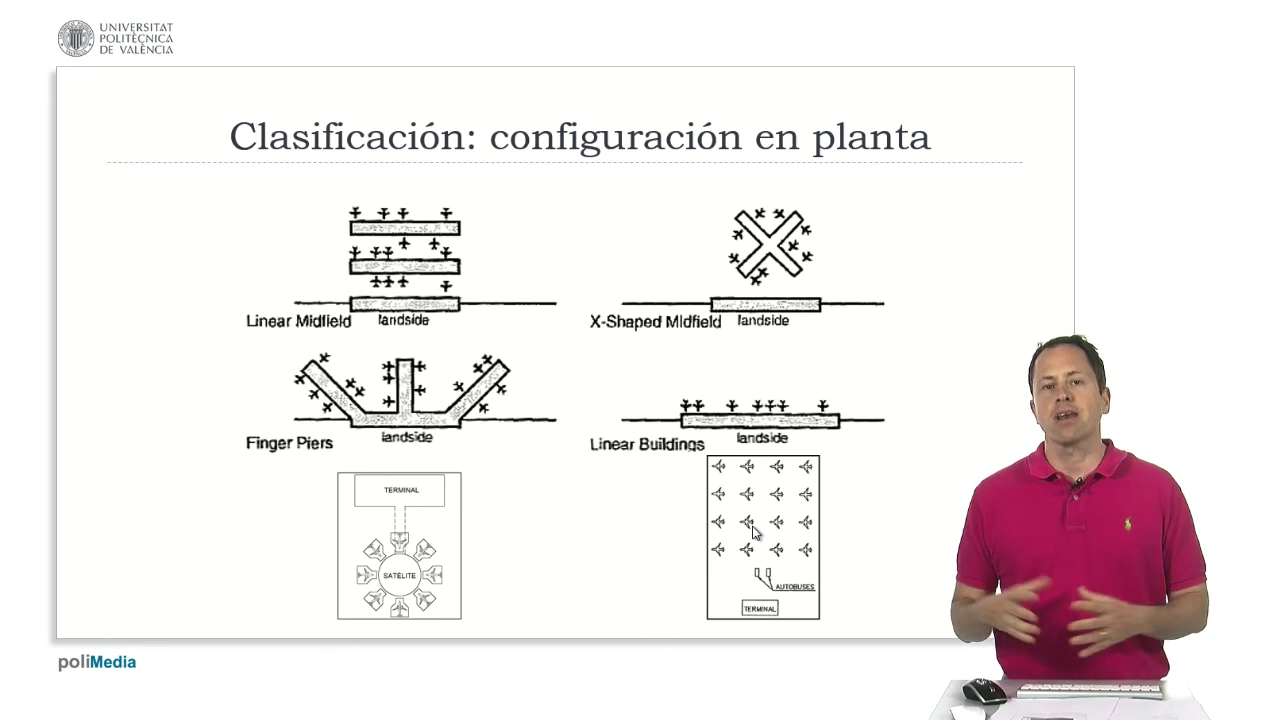 UNIVERSITAT
POLITÈCNICA
DE VALÈNCIA
Clasificación: configuración en planta
Linear Midfield
landside
X-Shaped Midfield
landside
Finger Piers
landside
Linear Buildings
landside
TERMINAL
SATÉLITE
AUTOBUSES
TERMINAL
poliMedia